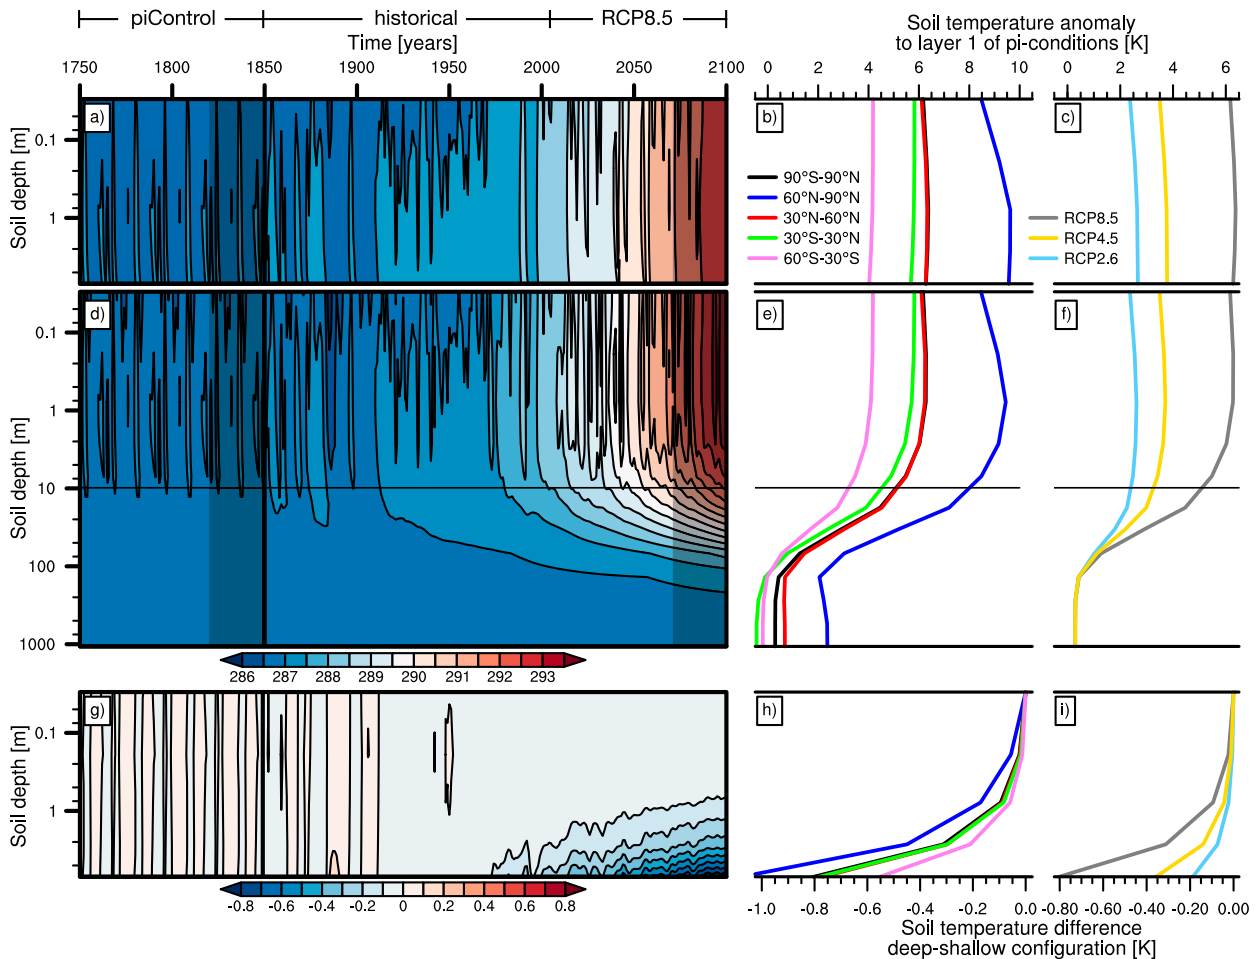 piControl historical RCP8.5
Time [years]
1750 1800 1850 1900 1950 2000 2050 2100
Soil temperature anomaly
to layer 1 of pi-conditions [K]
0 2 4 6 8 10
0 2 4 6
a)
b)
c)
Soil depth [m]
0.1
1
90°S-90°N
60°N-90°N
30°N-60°N
30°S-30°N
60°S-30°S
RCP8.5
RCP4.5
RCP2.6
d)
e)
f)
Soil depth [m]
0.1
1
10
100
1000
286 287 288 289 290 291 292 293
g)
h)
i)
Soil depth [m]
0.1
1
-0.8 -0.6 -0.4 -0.2 0 0.2 0.4 0.6 0.8
-1.0 -0.8 -0.6 -0.4 -0.2 0.0
-0.80 -0.60 -0.40 -0.20 0.00
Soil temperature difference
deep-shallow configuration [K]